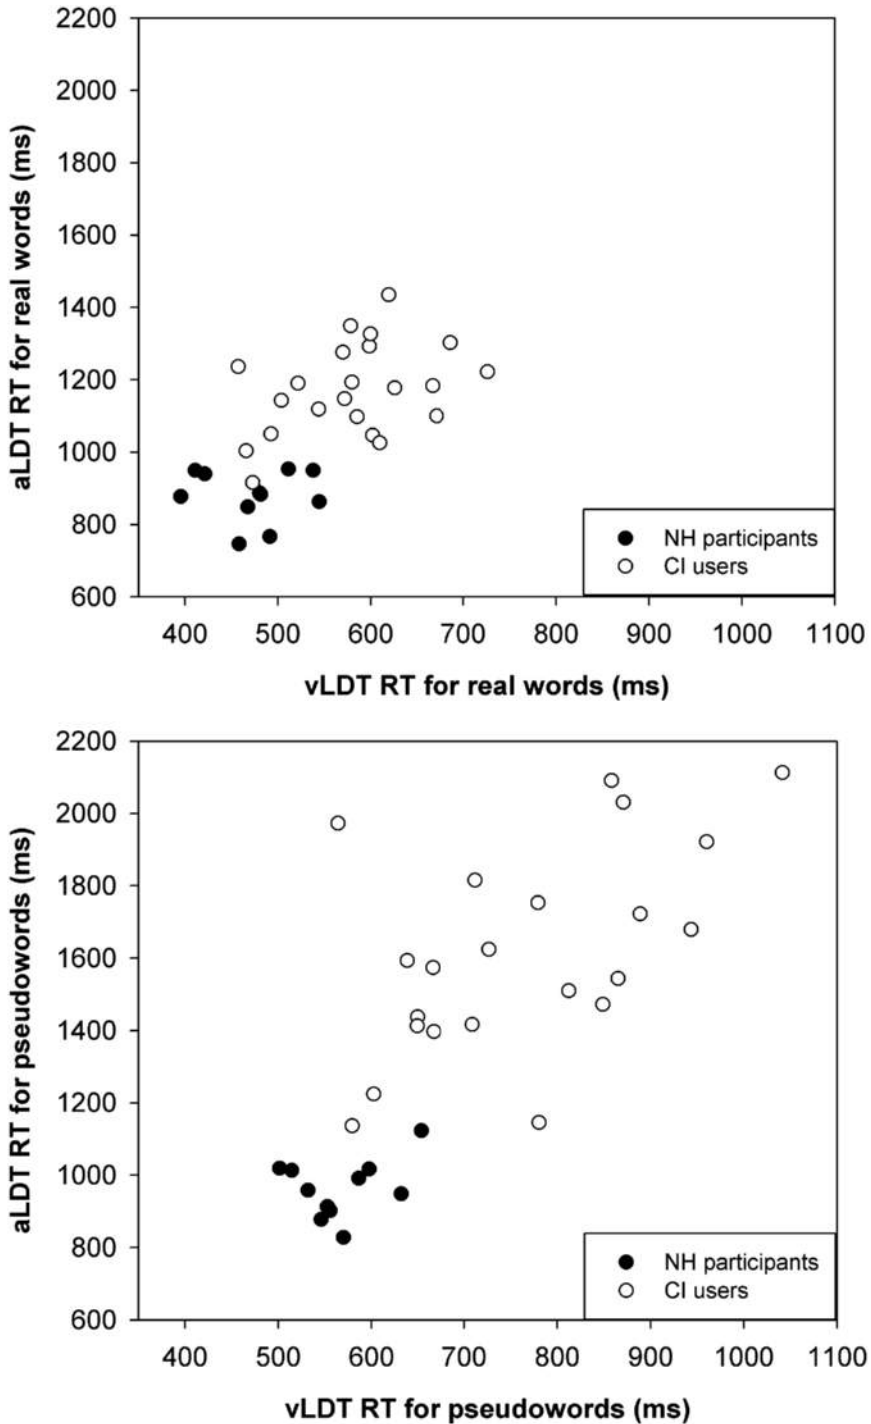 2200
2000
1800
1600
1400
1200
1000
800
600
aLDT RT for real words (ms)
NH participants
CI users
400 500 600 700 800 900 1000 1100
vLDT RT for real words (ms)
2200
2000
1800
1600
1400
1200
1000
800
600
aLDT RT for pseudowords (ms)
NH participants
CI users
400 500 600 700 800 900 1000 1100
vLDT RT for pseudowords (ms)